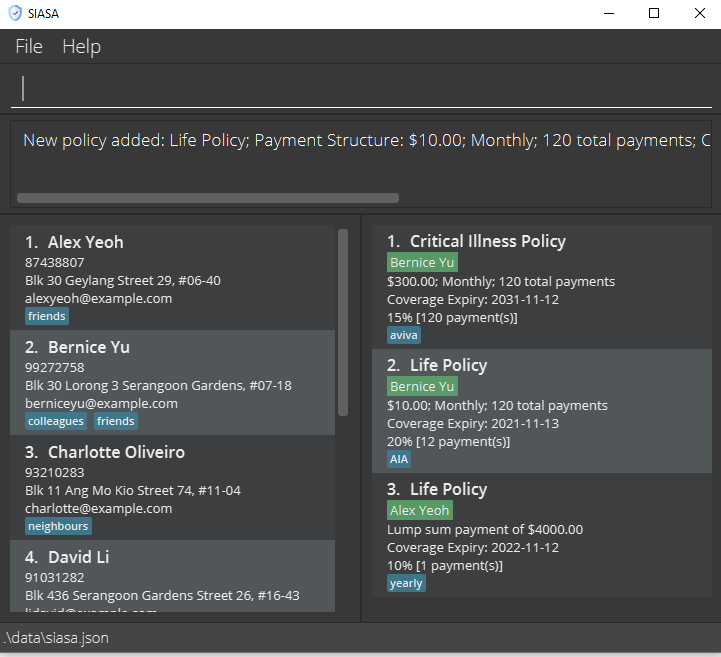 SIASA
File Help
New policy added: Life Policy; Payment Structure: $10.00; Monthly; 120 total payments; C
1. Alex Yeoh
87438807
Blk 30 Geylang Street 29, #06-40
alexyeoh@example.com
friends
2. Bernice Yu
99272758
Blk 30 Lorong 3 Serangoon Gardens, #07-18
berniceyu@example.com
colleagues friends
3. Charlotte Oliveiro
93210283
Blk 11 Ang Mo Kio Street 74, #11-04
charlotte@example.com
neighbours
4. David Li
91031282
Blk 436 Serangoon Gardens Street 26, #16-43
lidavid@example.com
1. Critical Illness Policy
Bernice Yu
$300.00; Monthly; 120 total payments
Coverage Expiry: 2031-11-12
15% [120 payment(s)]
aviva
2. Life Policy
Bernice Yu
$10.00; Monthly; 120 total payments
Coverage Expiry: 2021-11-13
20% [12 payment(s)]
AIA
3. Life Policy
Alex Yeoh
Lump sum payment of $4000.00
Coverage Expiry: 2022-11-12
10% [1 payment(s)]
yearly
.\data\siasa.json